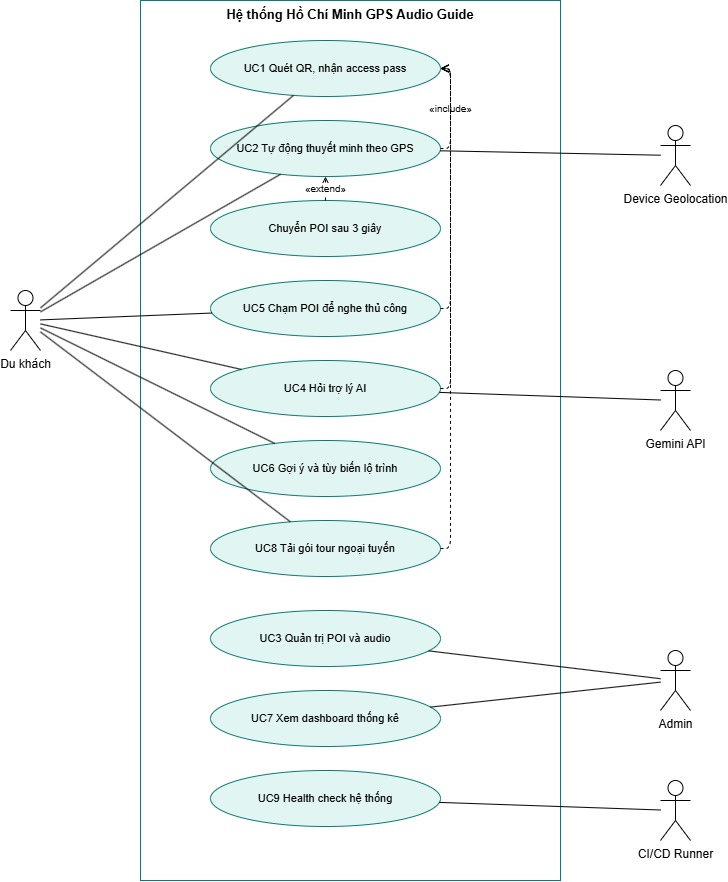 Hệ thống Hồ Chí Minh GPS Audio Guide
UC1 Quét QR, nhận access pass
«include»
UC2 Tự động thuyết minh theo GPS
«extend»
Device Geolocation
Chuyển POI sau 3 giây
UC5 Chạm POI để nghe thủ công
Du khách
UC4 Hỏi trợ lý AI
Gemini API
UC6 Gợi ý và tùy biến lộ trình
UC8 Tải gói tour ngoại tuyến
UC3 Quản trị POI và audio
UC7 Xem dashboard thống kê
Admin
UC9 Health check hệ thống
CI/CD Runner